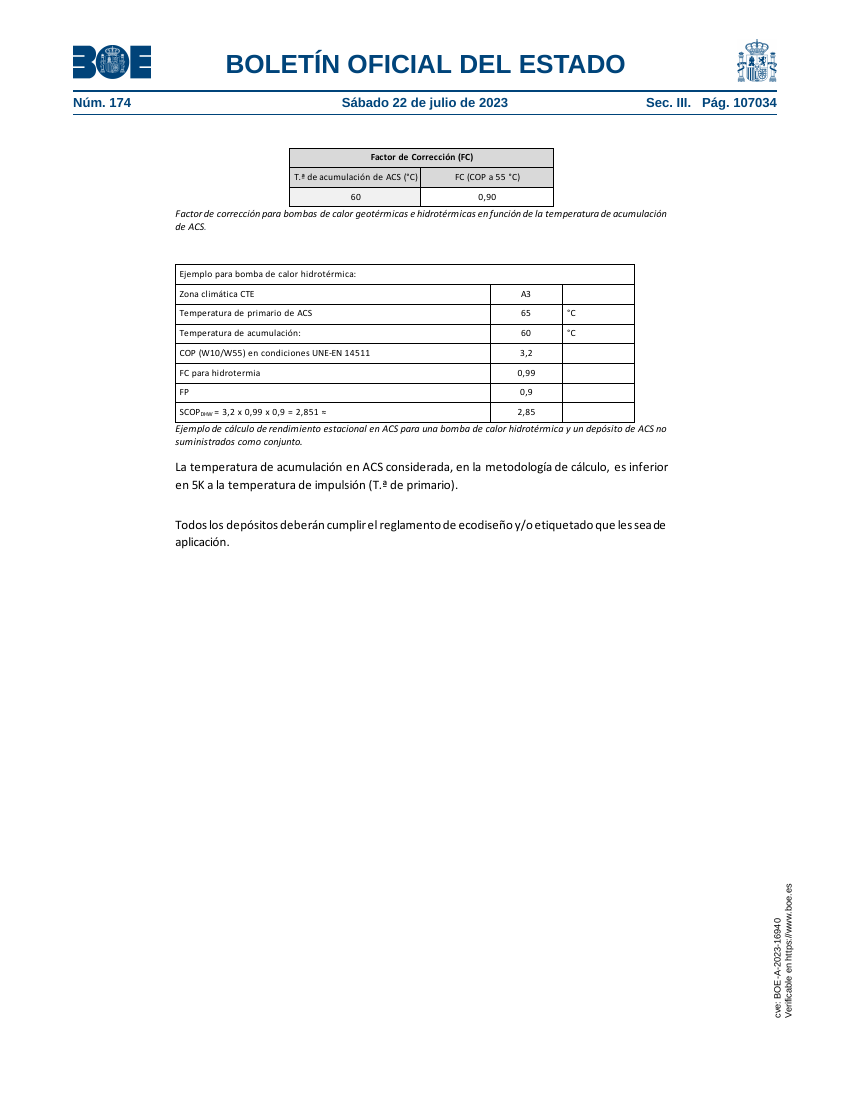 BOE
BOLETÍN OFICIAL DEL ESTADO
Núm. 174 Sábado 22 de julio de 2023 Sec. III. Pág. 107034
Factor de Corrección (FC)
T.ª de acumulación de ACS (°C) FC (COP a 55 °C)
60 0,90
Factor de corrección para bombas de calor geotérmicas e hidrotérmicas en función de la temperatura de acumulación
de ACS.
Ejemplo para bomba de calor hidrotérmica:
Zona climática CTE A3
Temperatura de primario de ACS 65 °C
Temperatura de acumulación: 60 °C
COP (W10/W55) en condiciones UNE-EN 14511 3,2
FC para hidrotermia 0,99
FP 0,9
SCOPDHW = 3,2 x 0,99 x 0,9 = 2,851 ≈ 2,85
Ejemplo de cálculo de rendimiento estacional en ACS para una bomba de calor hidrotérmica y un depósito de ACS no
suministrados como conjunto.
La temperatura de acumulación en ACS considerada, en la metodología de cálculo, es inferior
en 5K a la temperatura de impulsión (T.ª de primario).
Todos los depósitos deberán cumplir el reglamento de ecodiseño y/o etiquetado que les sea de
aplicación.
cve: BOE-A-2023-16940
Verificable en https://www.boe.es